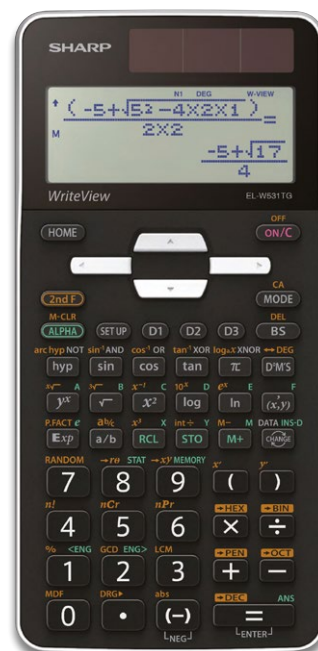 SHARP
N1 DEG W-VIEW
↑ (-5+√5²-4×2×1) =
M 2×2
-5+√17
4
WriteView EL-W531TG
OFF
HOME ON/C
2nd F CA
MODE
M-CLR DEL
ALPHA SET UP D1 D2 D3 BS
arc hyp NOT sin⁻¹ AND cos⁻¹ OR tan⁻¹ XOR XNOR ↔DEG
hyp sin cos tan π D°M'S
A B x⁻¹ C 10ˣ D eˣ E F
yˣ √ x² log ln (x,y)
P.FACT e ab/c x³ X int÷ Y M− M DATA INS-D
Exp a/b RCL STO M+ CHANGE
RANDOM →rθ STAT →xy MEMORY x' y'
7 8 9 ( )
n! nCr nPr →HEX →BIN
4 5 6 × ÷
% <ENG GCD ENG> LCM →PEN →OCT
1 2 3 + −
MDF DRG▸ abs →DEC ANS
0 • (−) =
NEG ENTER